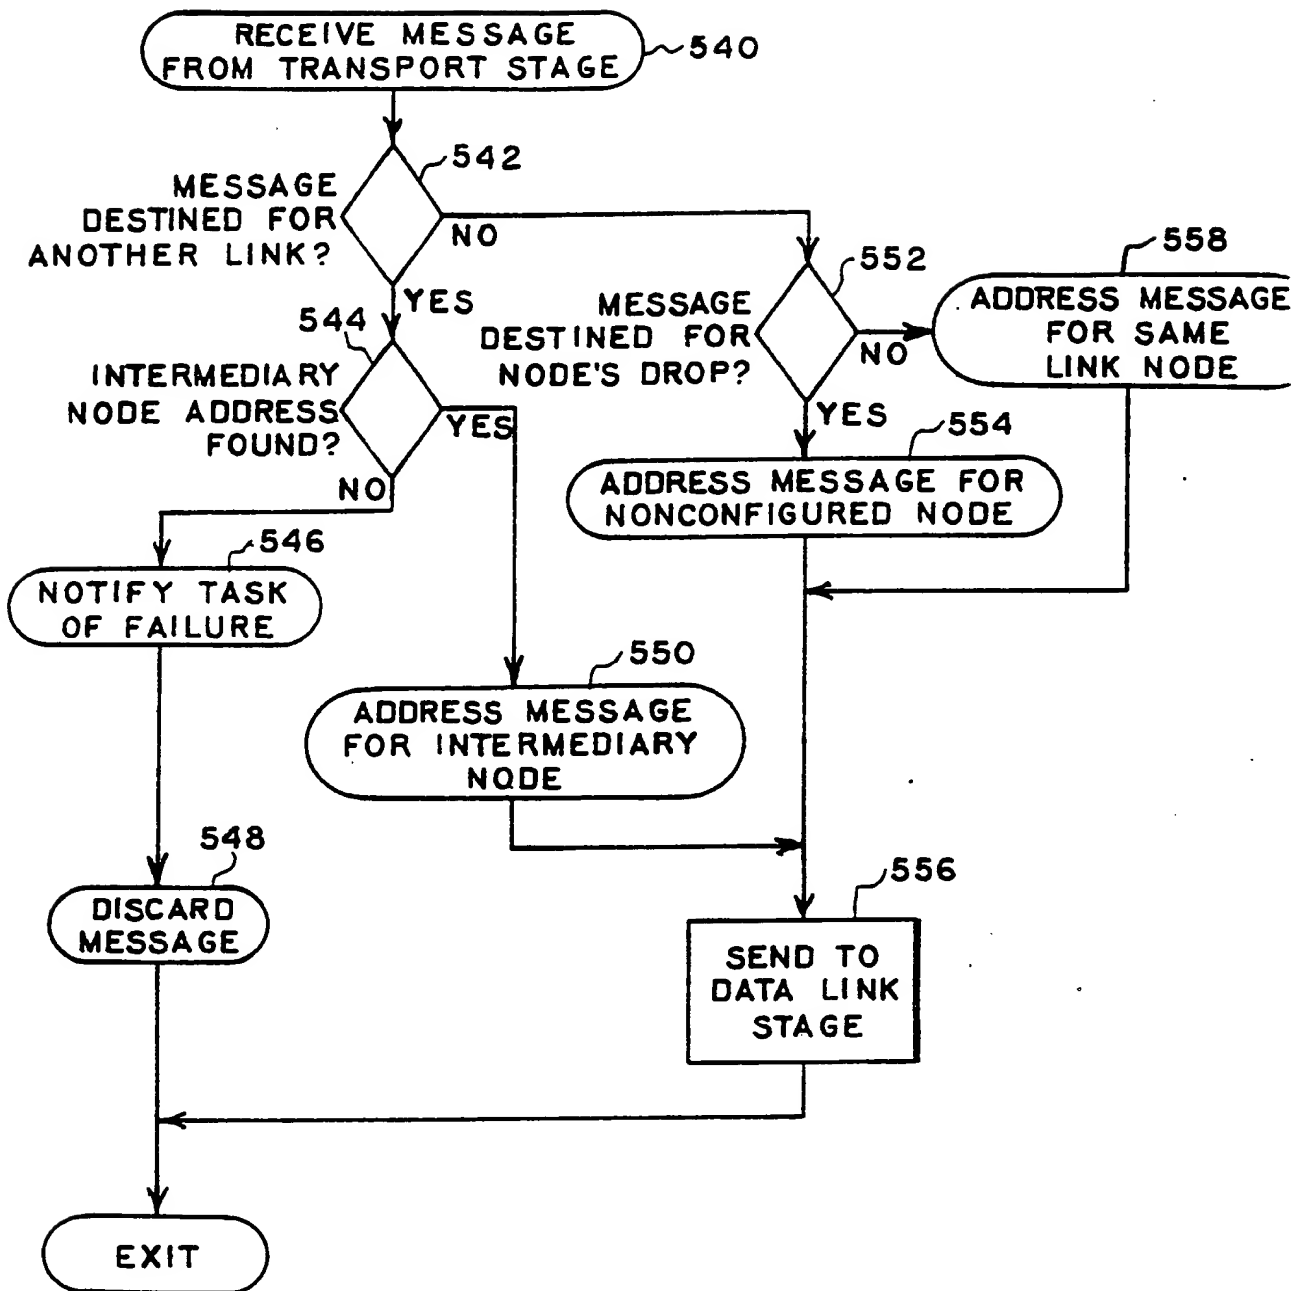 RECEIVE MESSAGE
FROM TRANSPORT STAGE
540
542
MESSAGE
DESTINED FOR
ANOTHER LINK?
NO
YES
552
MESSAGE
DESTINED FOR
NODE'S DROP?
NO
YES
558
ADDRESS MESSAGE
FOR SAME
LINK NODE
544
INTERMEDIARY
NODE ADDRESS
FOUND?
YES
NO
554
ADDRESS MESSAGE FOR
NONCONFIGURED NODE
546
NOTIFY TASK
OF FAILURE
550
ADDRESS MESSAGE
FOR INTERMEDIARY
NODE
548
DISCARD
MESSAGE
556
SEND TO
DATA LINK
STAGE
EXIT